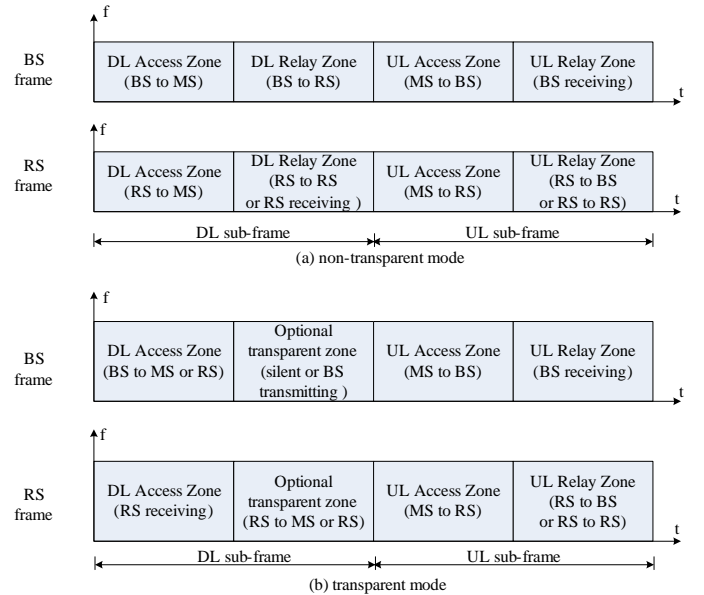 f
BS
frame
DL Access Zone
(BS to MS)
DL Relay Zone
(BS to RS)
UL Access Zone
(MS to BS)
UL Relay Zone
(BS receiving)
t
f
RS
frame
DL Access Zone
(RS to MS)
DL Relay Zone
(RS to RS
or RS receiving )
UL Access Zone
(MS to RS)
UL Relay Zone
(RS to BS
or RS to RS)
t
DL sub-frame
UL sub-frame
(a) non-transparent mode
f
BS
frame
DL Access Zone
(BS to MS or RS)
Optional
transparent zone
(silent or BS
transmitting )
UL Access Zone
(MS to BS)
UL Relay Zone
(BS receiving)
t
f
RS
frame
DL Access Zone
(RS receiving)
Optional
transparent zone
(RS to MS or RS)
UL Access Zone
(MS to RS)
UL Relay Zone
(RS to BS
or RS to RS)
t
DL sub-frame
UL sub-frame
(b) transparent mode